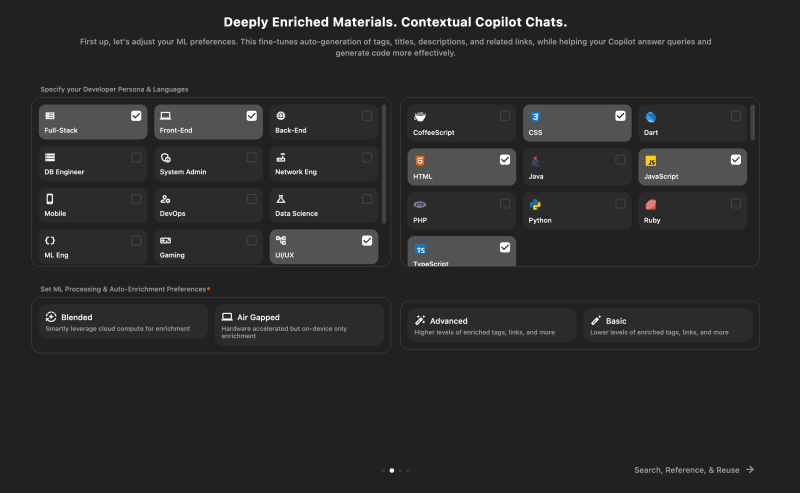 Deeply Enriched Materials. Contextual Copilot Chats.
First up, let's adjust your ML preferences. This fine-tunes auto-generation of tags, titles, descriptions, and related links, while helping your Copilot answer queries and
generate code more effectively.
Specify your Developer Persona & Languages
Full-Stack
Front-End
Back-End
DB Engineer
System Admin
Network Eng
Mobile
DevOps
Data Science
ML Eng
Gaming
UI/UX
CoffeeScript
CSS
Dart
HTML
Java
JS
JavaScript
PHP
Python
Ruby
TS
TypeScript
Set ML Processing & Auto-Enrichment Preferences*
Blended
Smartly leverage cloud compute for enrichment
Air Gapped
Hardware accelerated but on-device only
enrichment
Advanced
Higher levels of enriched tags, links, and more
Basic
Lower levels of enriched tags, links, and more
Search, Reference, & Reuse